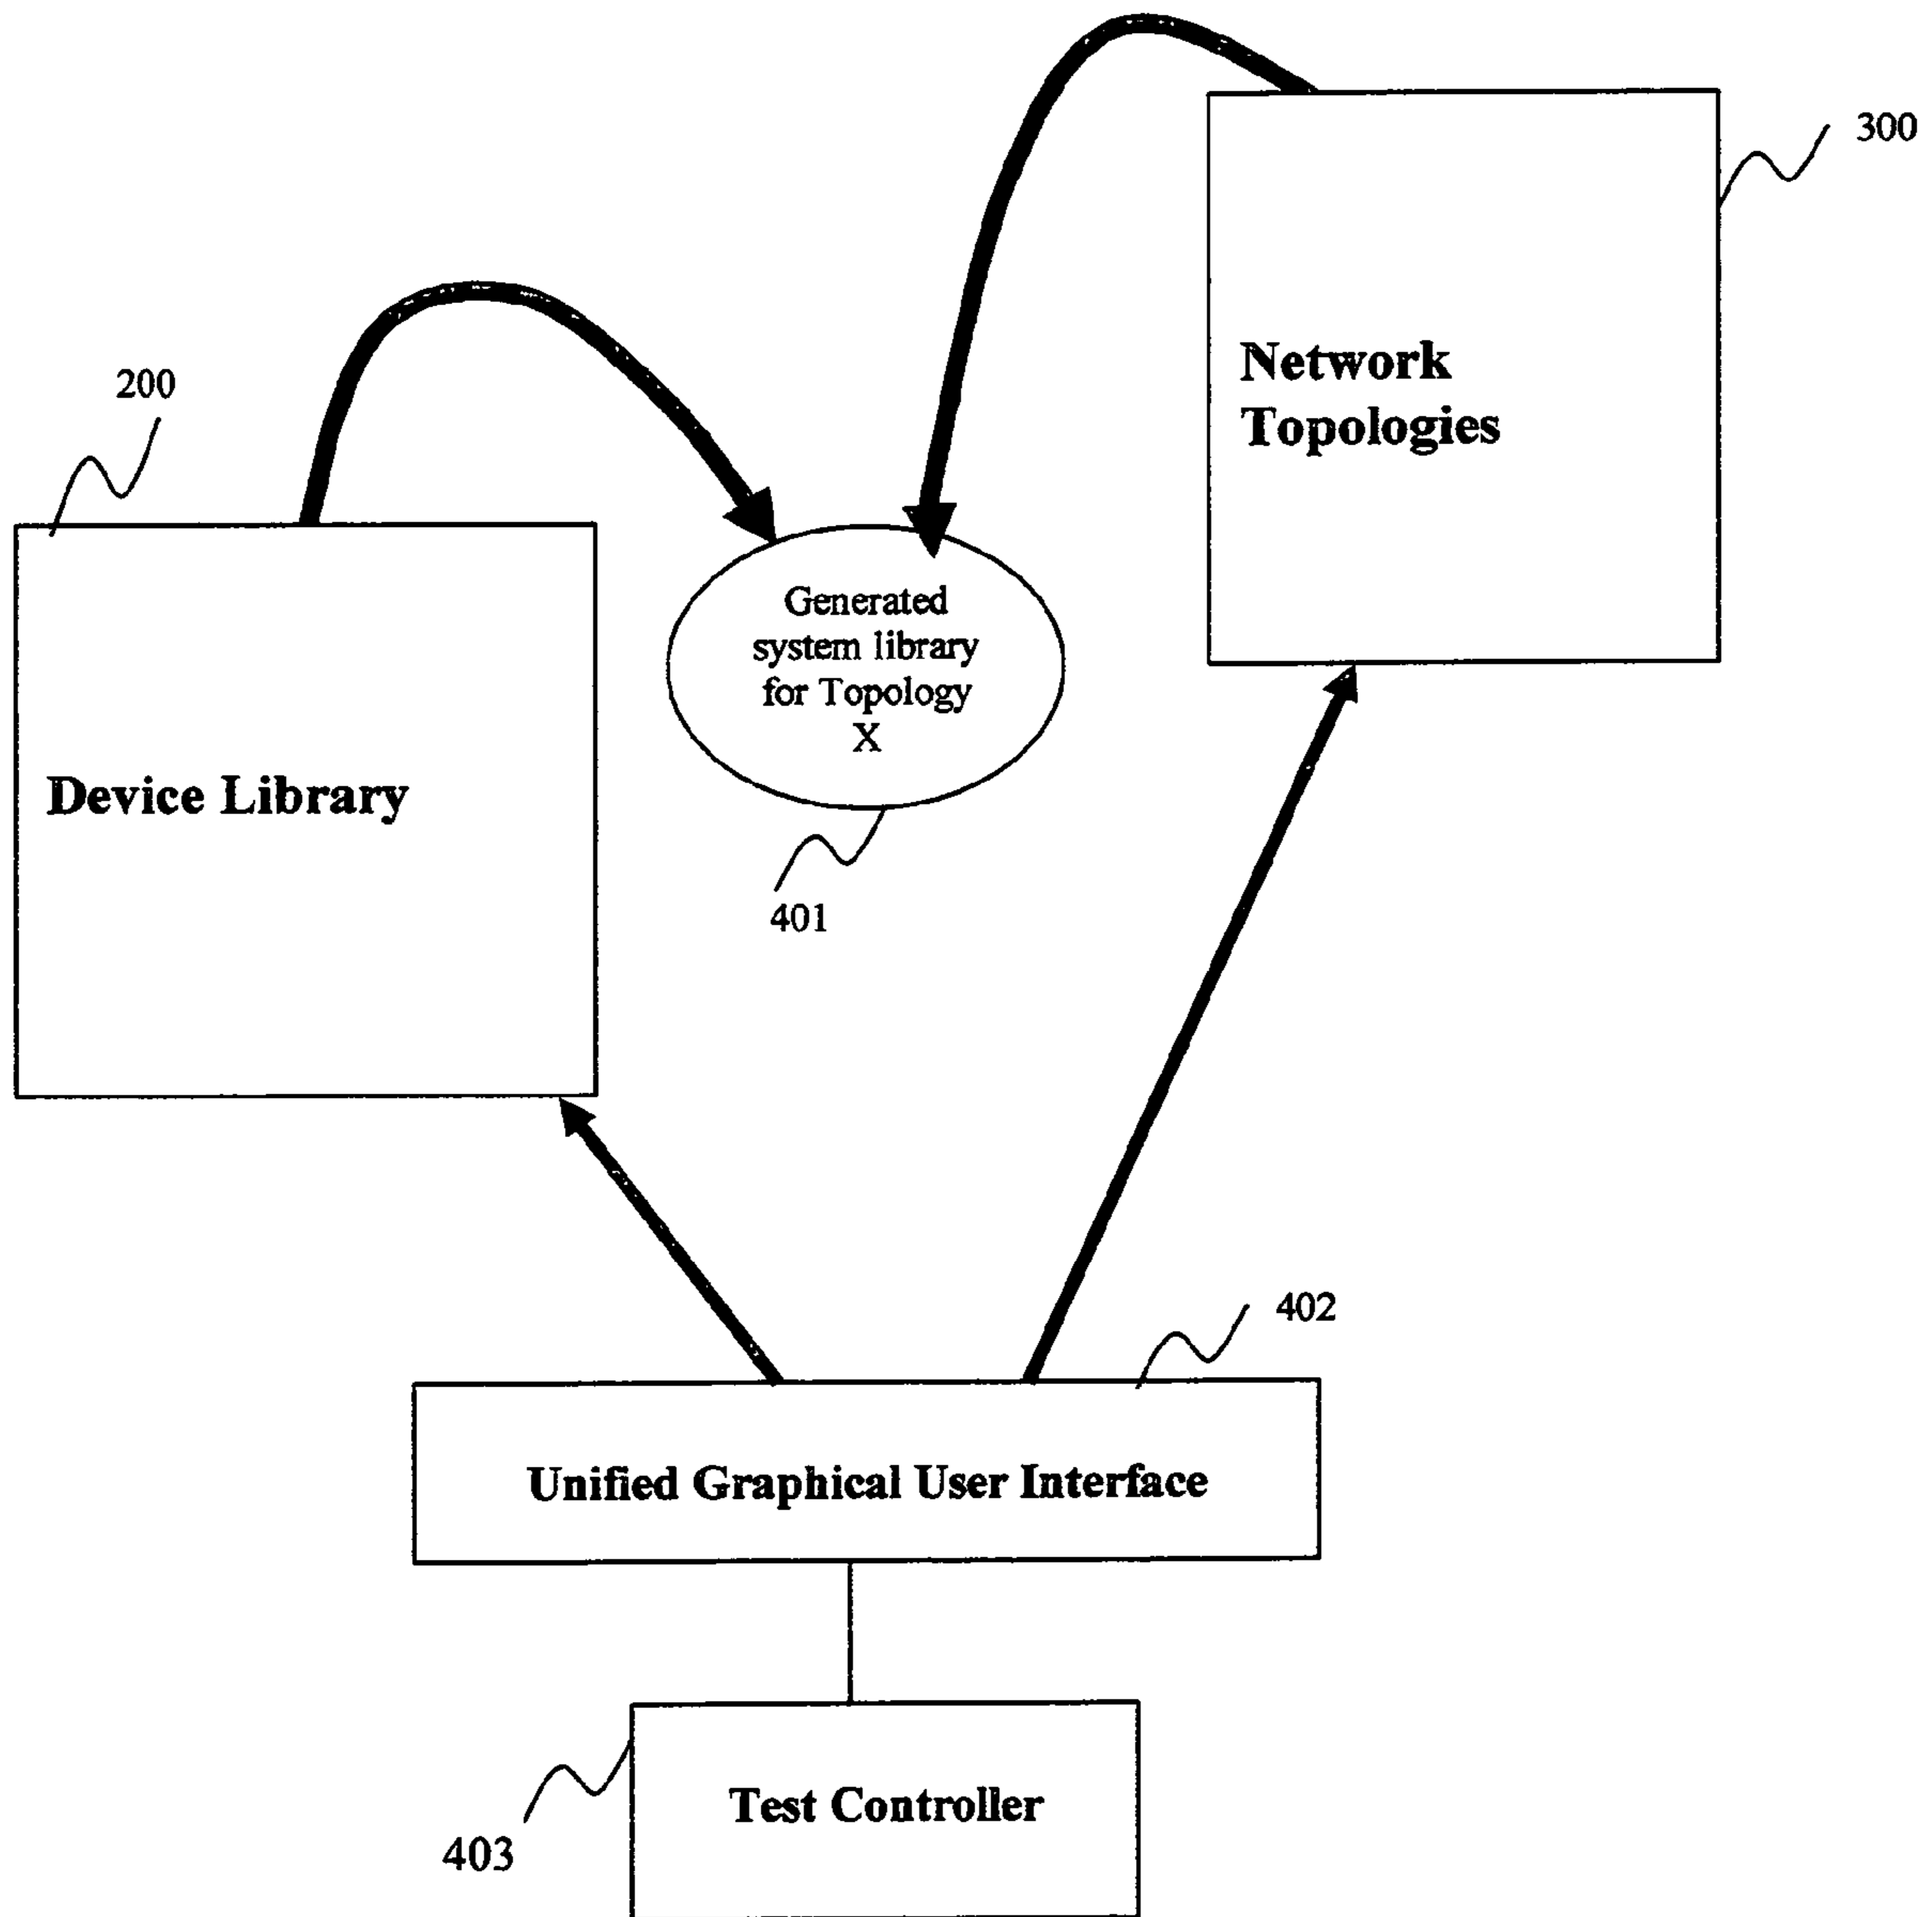 300
Network
Topologies
200
Generated
system library
for Topology
X
Device Library
401
402
Unified Graphical User Interface
Test Controller
403